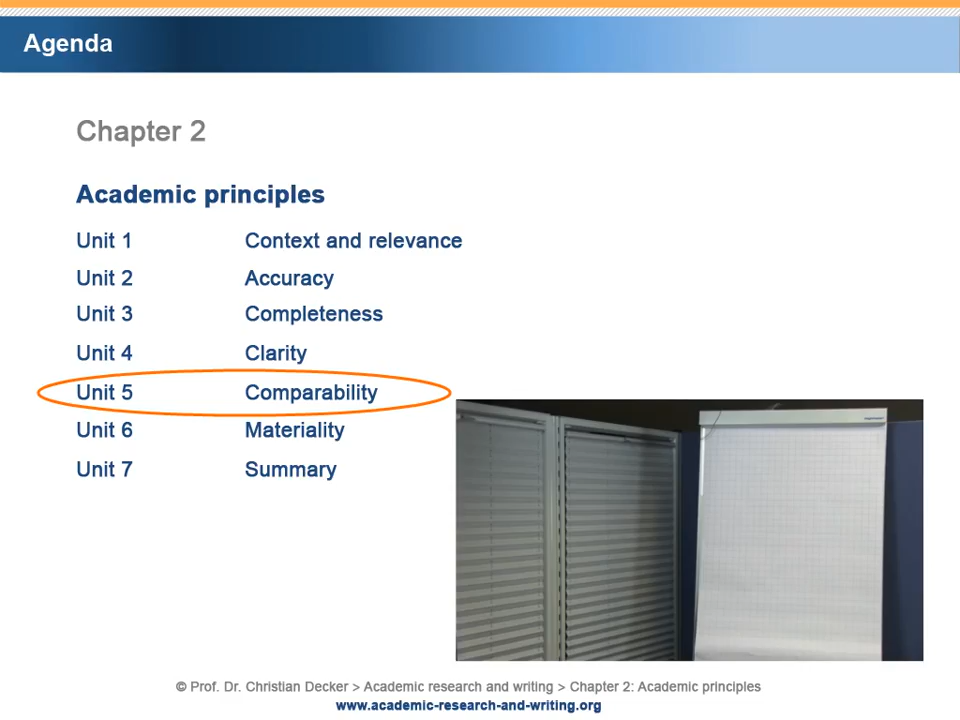 Agenda
Chapter 2
Academic principles
Unit 1 Context and relevance
Unit 2 Accuracy
Unit 3 Completeness
Unit 4 Clarity
Unit 5 Comparability
Unit 6 Materiality
Unit 7 Summary
© Prof. Dr. Christian Decker > Academic research and writing > Chapter 2: Academic principles
www.academic-research-and-writing.org